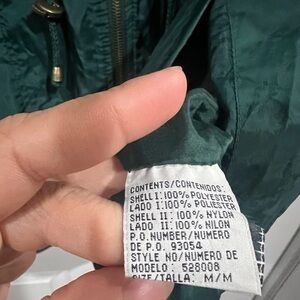 CONTENTS/CONTENIDOS:
SHELL I:100% POLYESTER
LADO I:100% POLIESTER
SHELL II:100% NYLON
LADO II:100% NILON
P.O.NUMBER/NUMERO
DE P.O. 93054
STYLE NO/NUMERO DE
MODELO: 528008
SIZE/TALLA: M/M